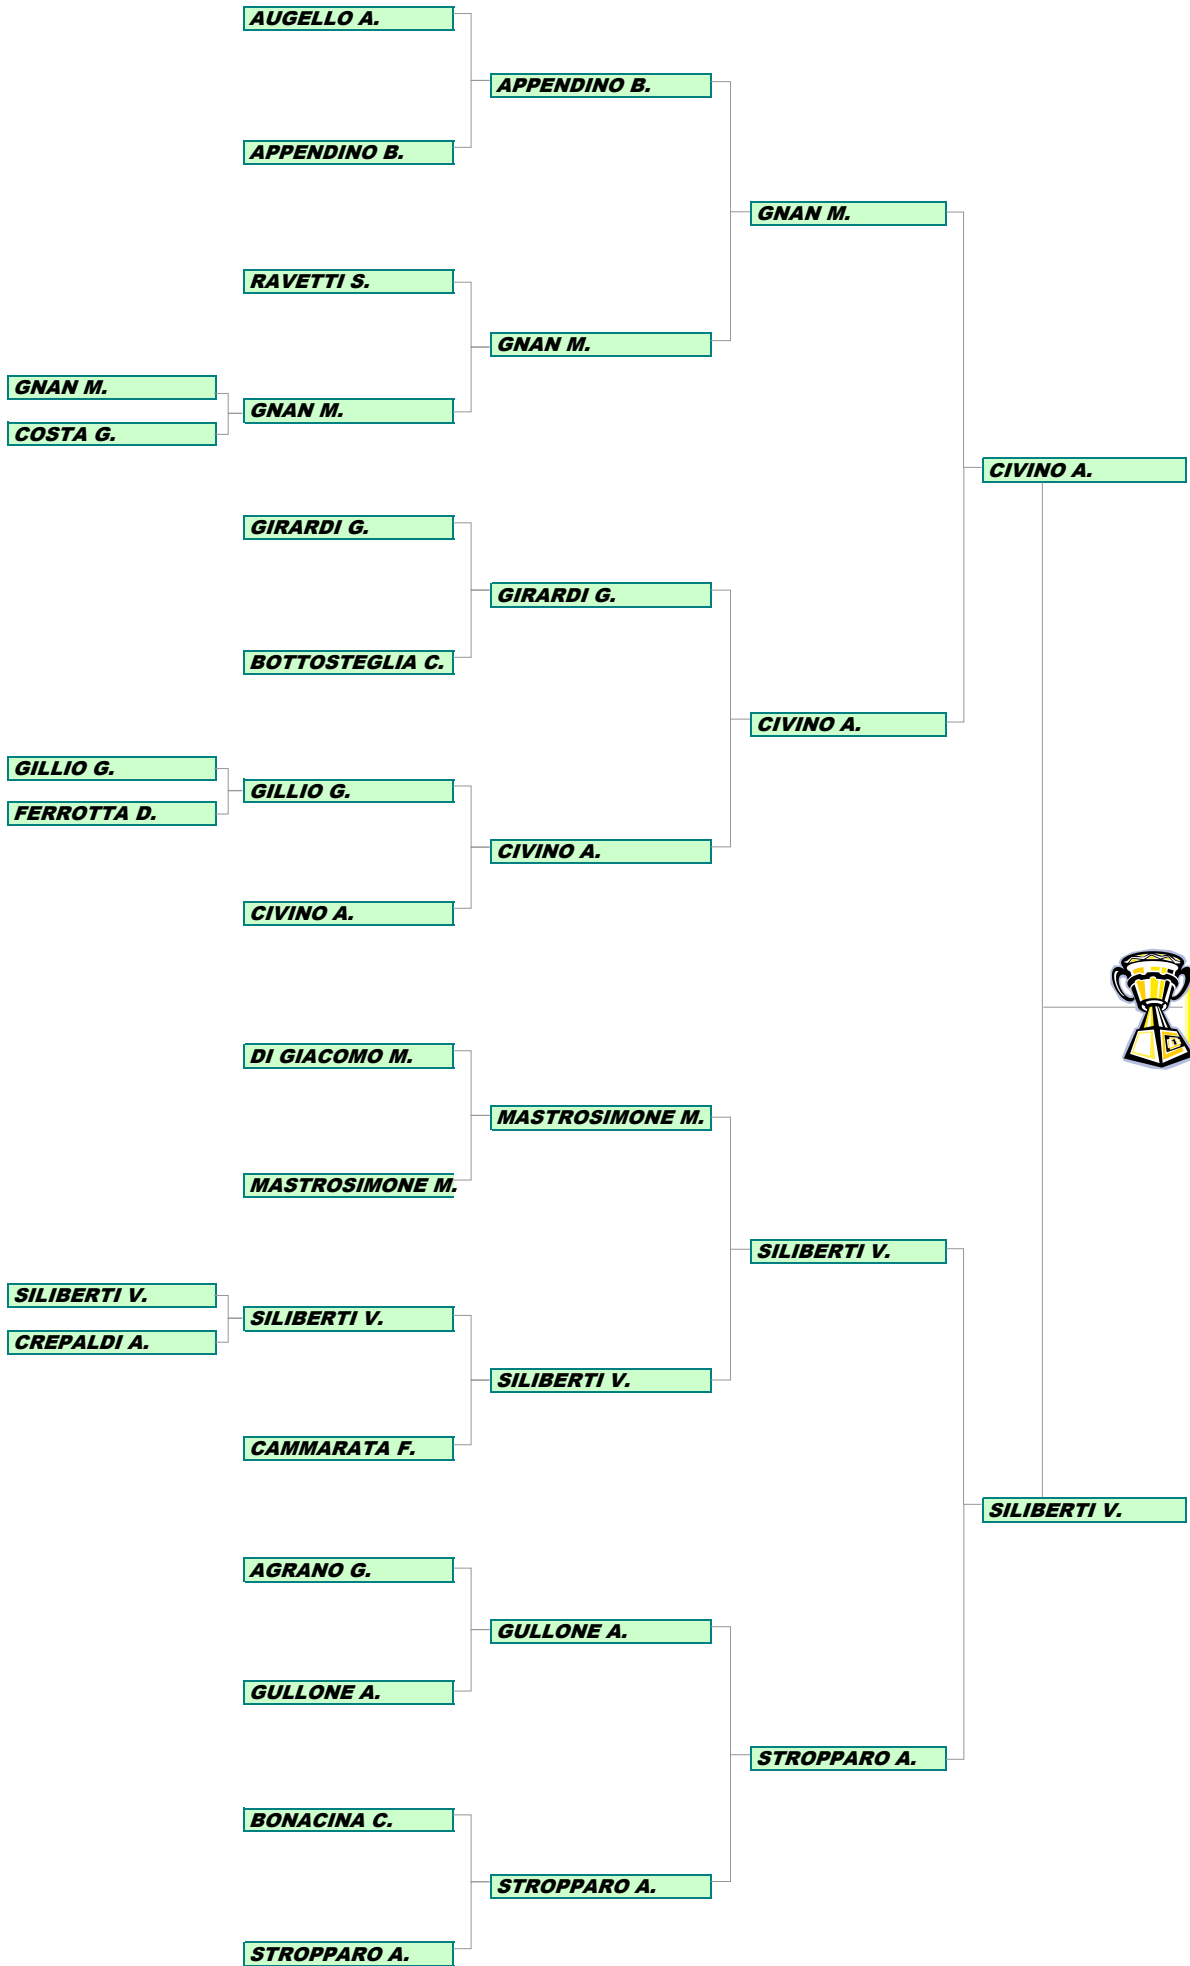 AUGELLO A.
APPENDINO B.
APPENDINO B.
GNAN M.
RAVETTI S.
GNAN M.
GNAN M.
GNAN M.
COSTA G.
CIVINO A.
GIRARDI G.
GIRARDI G.
BOTTOSTEGLIA C.
CIVINO A.
GILLIO G.
GILLIO G.
FERROTTA D.
CIVINO A.
CIVINO A.
1
DI GIACOMO M.
MASTROSIMONE M.
MASTROSIMONE M.
SILIBERTI V.
SILIBERTI V.
SILIBERTI V.
CREPALDI A.
SILIBERTI V.
CAMMARATA F.
SILIBERTI V.
AGRANO G.
GULLONE A.
GULLONE A.
STROPPARO A.
BONACINA C.
STROPPARO A.
STROPPARO A.